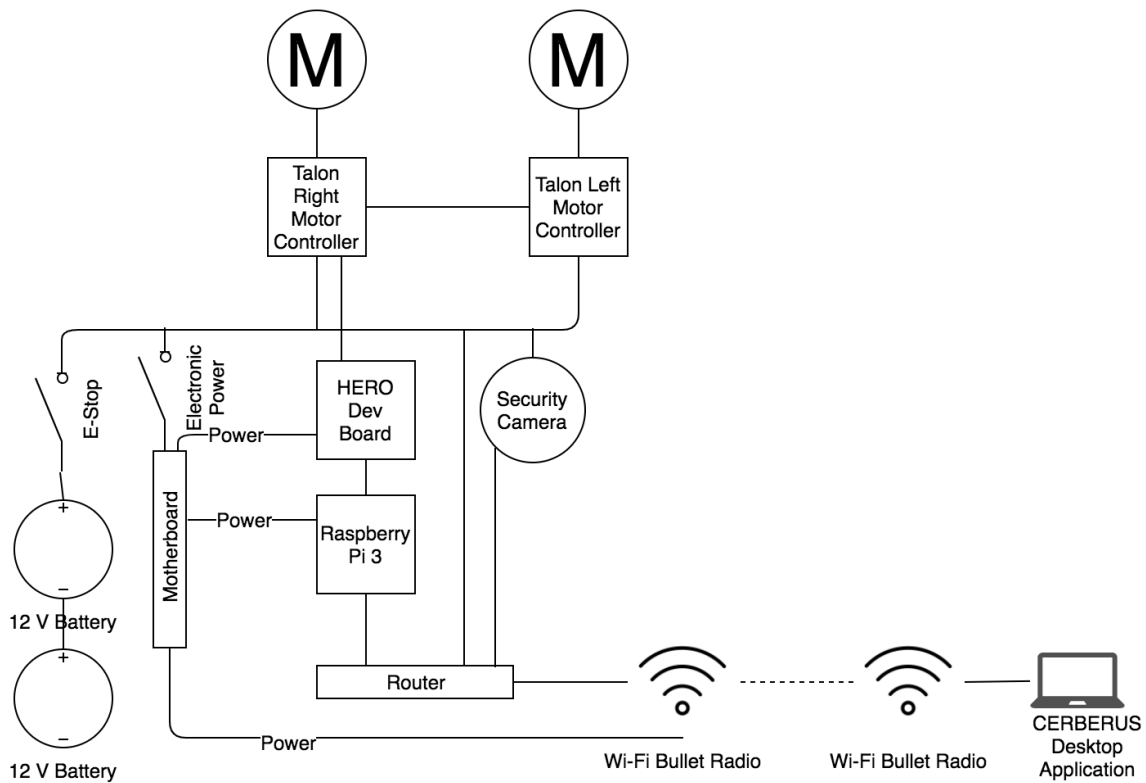 M
M
Talon
Right
Motor
Controller
Talon Left
Motor
Controller
E-Stop
Electronic
Power
HERO
Dev
Board
Security
Camera
Power
+
−
12 V Battery
Motherboard
Power
Raspberry
Pi 3
+
−
12 V Battery
Router
Power
Wi-Fi Bullet Radio
Wi-Fi Bullet Radio
CERBERUS
Desktop
Application